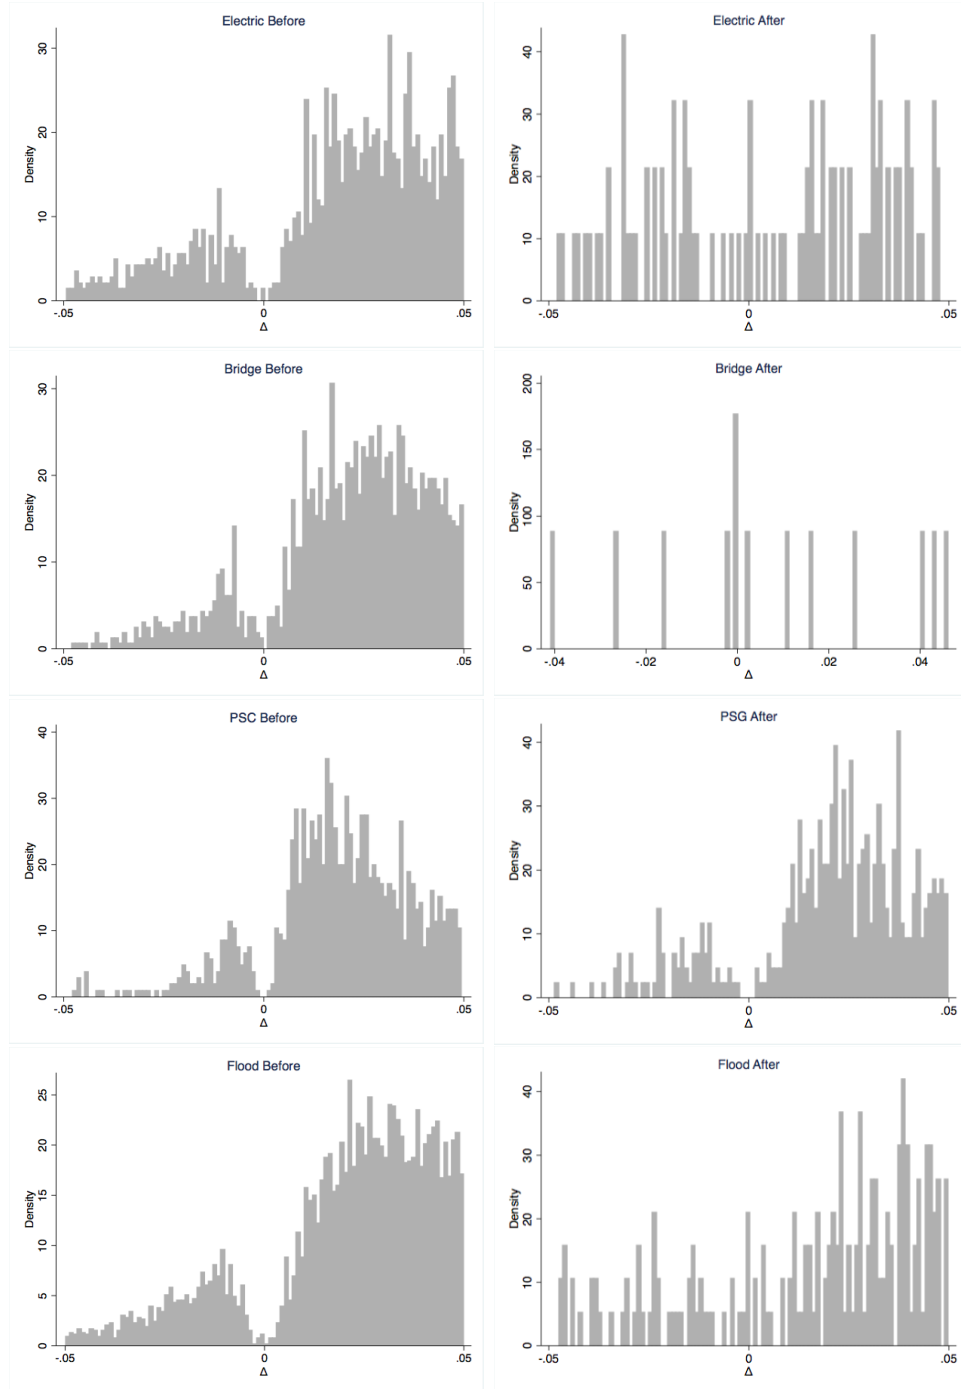 Electric Before
Density
0
10
20
30
-.05
0
.05
Δ
Electric After
Density
0
10
20
30
40
-.05
0
.05
Δ
Bridge Before
Density
0
10
20
30
-.05
0
.05
Δ
Bridge After
Density
0
50
100
150
200
-.04
-.02
0
.02
.04
Δ
PSC Before
Density
0
10
20
30
40
-.05
0
.05
Δ
PSG After
Density
0
10
20
30
40
-.05
0
.05
Δ
Flood Before
Density
0
5
10
15
20
25
-.05
0
.05
Δ
Flood After
Density
0
10
20
30
40
-.05
0
.05
Δ